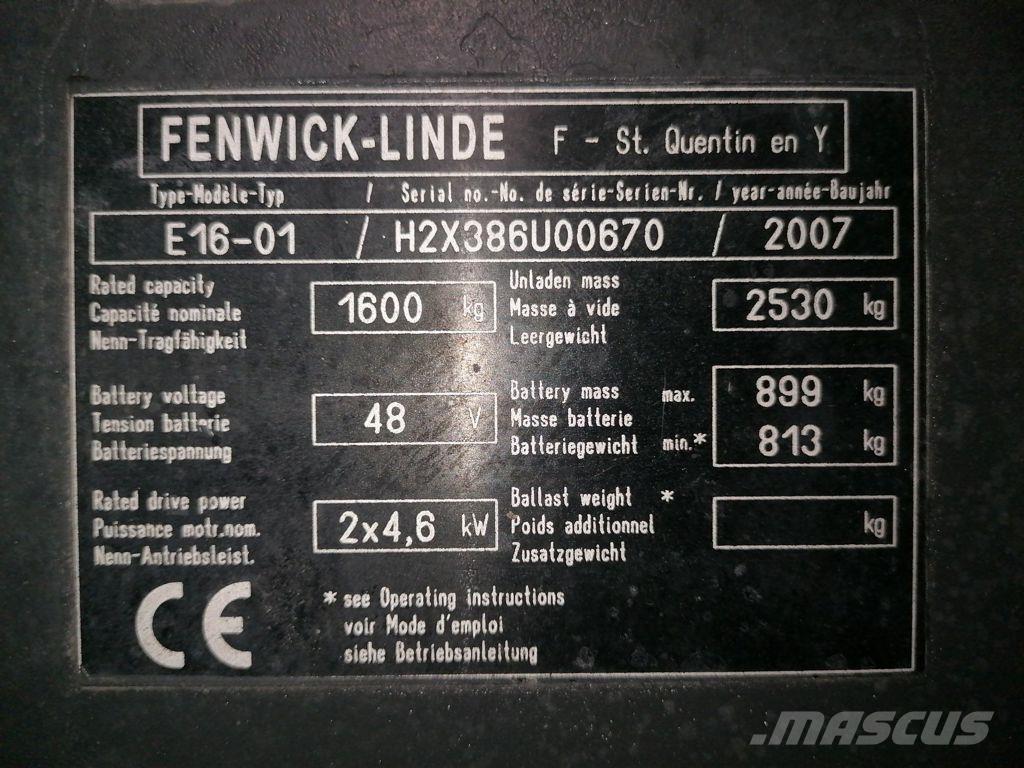 FENWICK-LINDE F - St. Quentin en Y
Type-Modèle-Typ / Serial no.-No. de série-Serien-Nr. / year-année-Baujahr
E16-01 / H2X386U00670 / 2007
Rated capacity
Capacité nominale
Nenn-Tragfähigkeit
1600 kg
Unladen mass
Masse à vide
Leergewicht
2530 kg
Battery voltage
Tension batterie
Batteriespannung
48 V
Battery mass max. 899 kg
Masse batterie
Batteriegewicht min.* 813 kg
Rated drive power
Puissance motr.nom.
Nenn-Antriebsleist.
2x4,6 kW
Ballast weight *
Poids additionnel
Zusatzgewicht
kg
CE
* see Operating instructions
voir Mode d'emploi
siehe Betriebsanleitung
.MASCUS